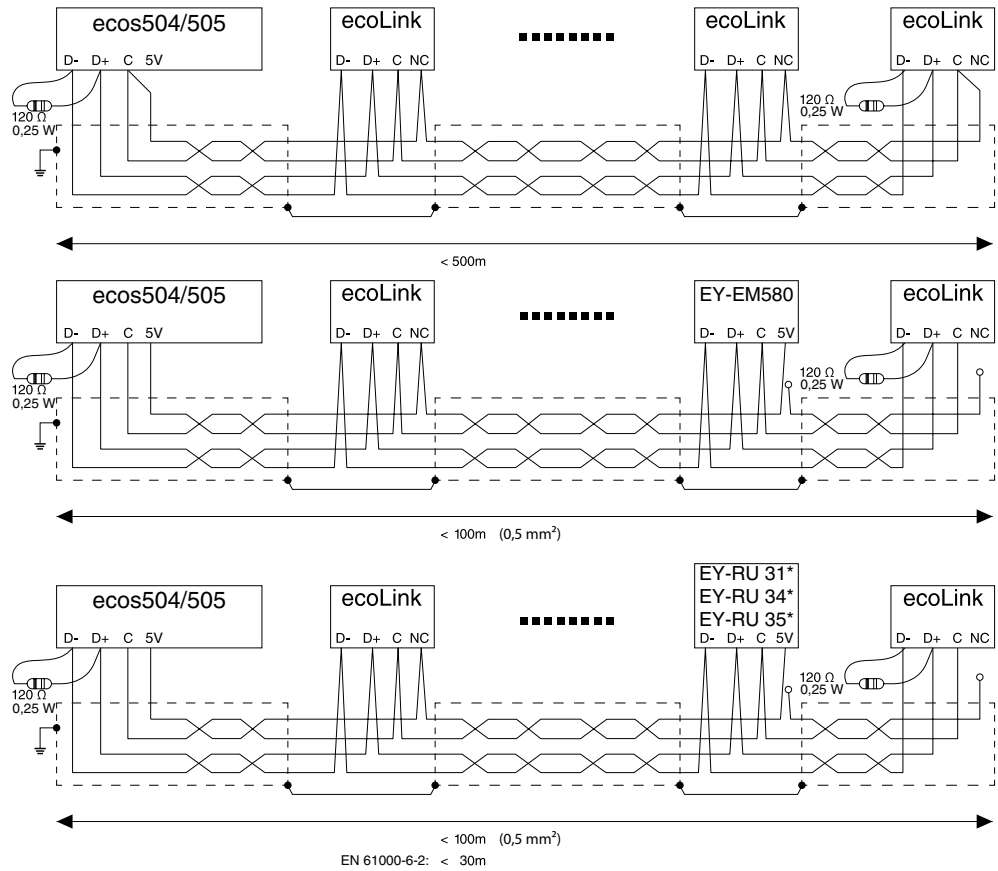 ecos504/505 ecoLink ecoLink ecoLink
D- D+ C 5V D- D+ C NC D- D+ C NC D- D+ C NC
120 Ω 120 Ω
0,25 W 0,25 W
< 500m
ecos504/505 ecoLink EY-EM580 ecoLink
D- D+ C 5V D- D+ C NC D- D+ C 5V D- D+ C NC
120 Ω 120 Ω
0,25 W 0,25 W
< 100m (0,5 mm²)
ecos504/505 ecoLink EY-RU 31* ecoLink
EY-RU 34*
EY-RU 35*
D- D+ C 5V D- D+ C NC D- D+ C 5V D- D+ C NC
120 Ω 120 Ω
0,25 W 0,25 W
< 100m (0,5 mm²)
EN 61000-6-2: < 30m